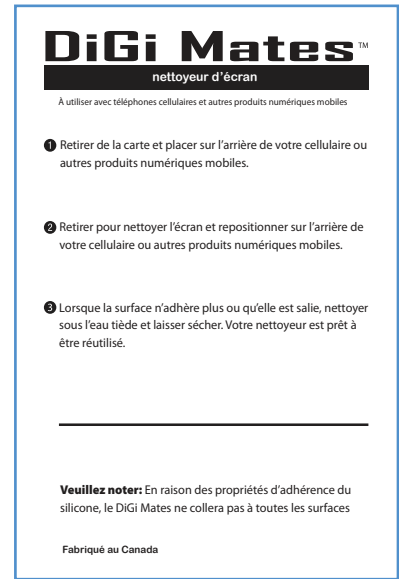 DiGi Mates™
nettoyeur d'écran
À utiliser avec téléphones cellulaires et autres produits numériques mobiles
1 Retirer de la carte et placer sur l'arrière de votre cellulaire ou
autres produits numériques mobiles.
2 Retirer pour nettoyer l'écran et repositionner sur l'arrière de
votre cellulaire ou autres produits numériques mobiles.
3 Lorsque la surface n'adhère plus ou qu'elle est salie, nettoyer
sous l'eau tiède et laisser sécher. Votre nettoyeur est prêt à
être réutilisé.
Veuillez noter: En raison des propriétés d'adhérence du
silicone, le DiGi Mates ne collera pas à toutes les surfaces
Fabriqué au Canada